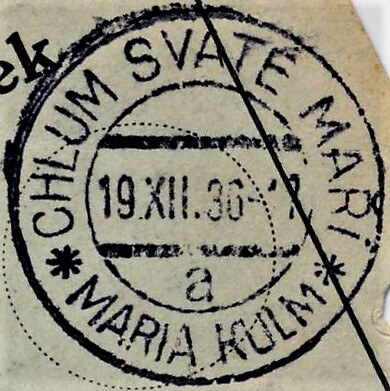 ek
CHLUM SVATÉ MAŘÍ
19.XII.36-17
a
* MARIA KULM *